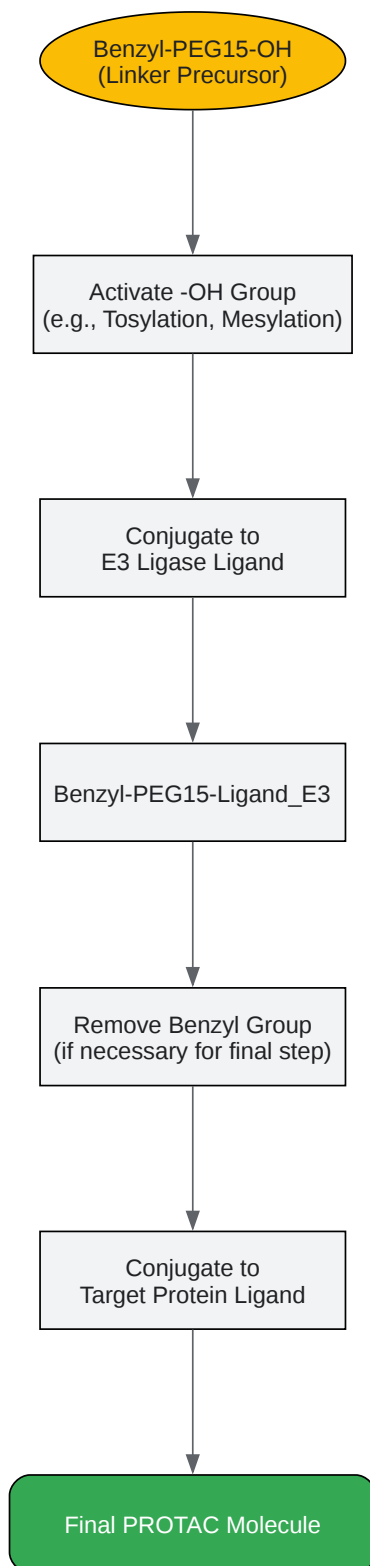 Benzyl-PEG15-OH
(Linker Precursor)
Activate -OH Group
(e.g., Tosylation, Mesylation)
Conjugate to
E3 Ligase Ligand
Benzyl-PEG15-Ligand_E3
Remove Benzyl Group
(if necessary for final step)
Conjugate to
Target Protein Ligand
Final PROTAC Molecule